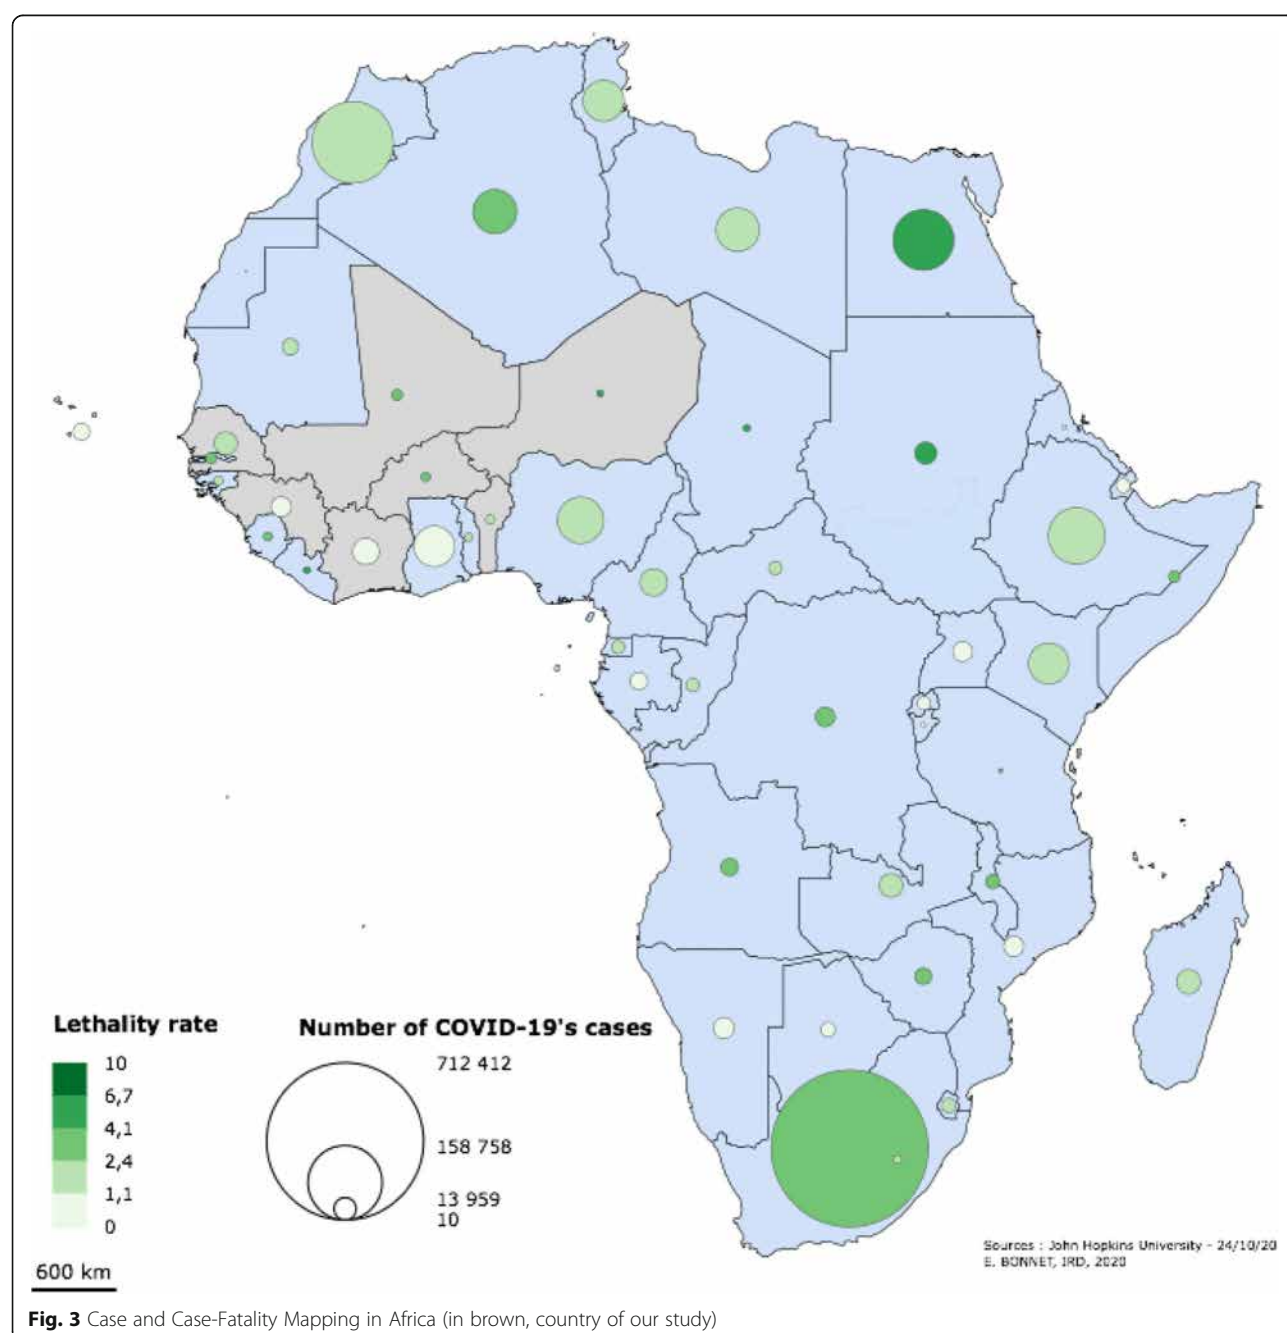 Lethality rate
10
6,7
4,1
2,4
1,1
0
600 km
Number of COVID-19's cases
712 412
158 758
13 959
10
Sources : John Hopkins University - 24/10/20
E. BONNET, IRD, 2020
Fig. 3 Case and Case-Fatality Mapping in Africa (in brown, country of our study)